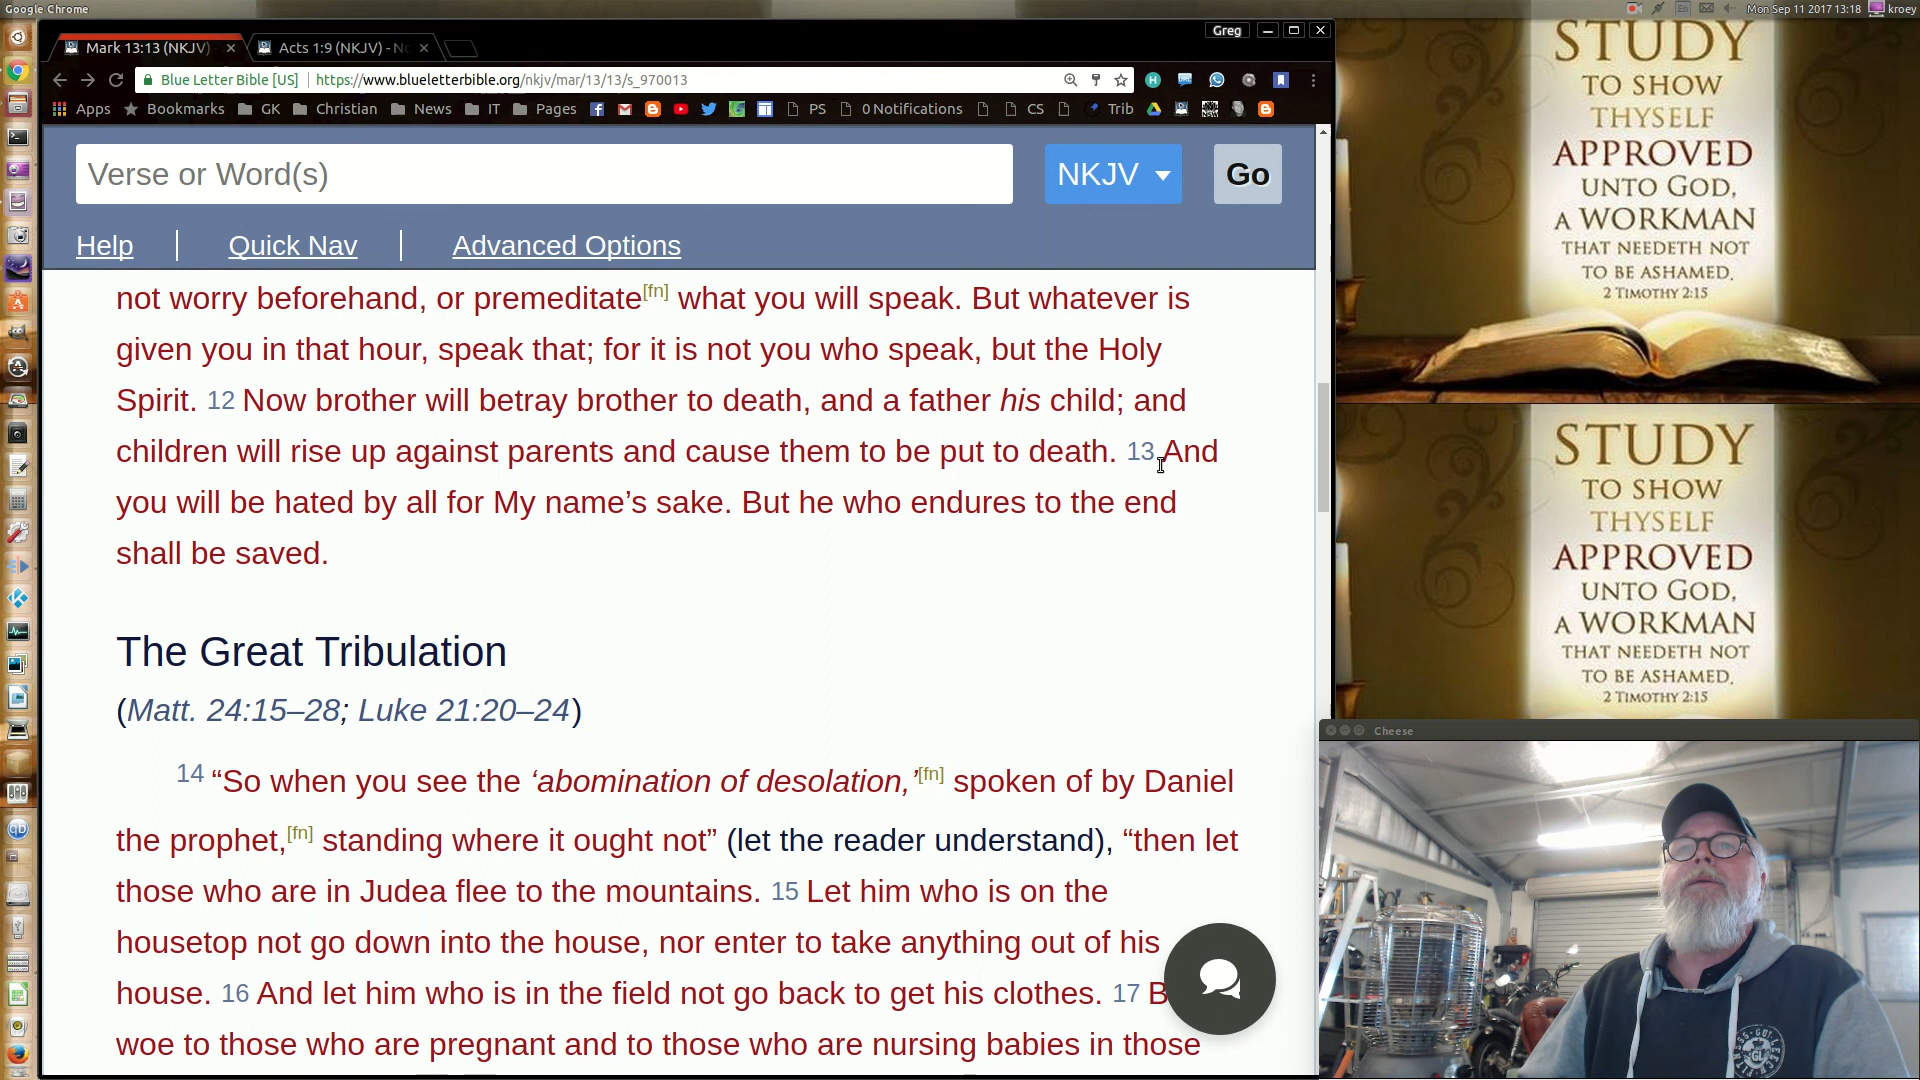 Google Chrome
Mon Sep 11 2017 13:18
kroey
Greg
Mark 13:13 (NKJV)
Acts 1:9 (NKJV) - N
Blue Letter Bible [US]
https://www.blueletterbible.org/nkjv/mar/13/13/s_970013
Apps
Bookmarks
GK
Christian
News
IT
Pages
PS
0 Notifications
CS
Trib
Verse or Word(s)
NKJV
Go
Help
Quick Nav
Advanced Options
not worry beforehand, or premeditate[fn] what you will speak. But whatever is
given you in that hour, speak that; for it is not you who speak, but the Holy
Spirit. 12 Now brother will betray brother to death, and a father his child; and
children will rise up against parents and cause them to be put to death. 13 And
you will be hated by all for My name’s sake. But he who endures to the end
shall be saved.
The Great Tribulation
(Matt. 24:15–28; Luke 21:20–24)
14 “So when you see the ‘abomination of desolation,’[fn] spoken of by Daniel
the prophet,[fn] standing where it ought not” (let the reader understand), “then let
those who are in Judea flee to the mountains. 15 Let him who is on the
housetop not go down into the house, nor enter to take anything out of his
house. 16 And let him who is in the field not go back to get his clothes. 17 B
woe to those who are pregnant and to those who are nursing babies in those
STUDY
TO SHOW
THYSELF
APPROVED
UNTO GOD,
A WORKMAN
THAT NEEDETH NOT
TO BE ASHAMED.
2 TIMOTHY 2:15
STUDY
TO SHOW
THYSELF
APPROVED
UNTO GOD,
A WORKMAN
THAT NEEDETH NOT
TO BE ASHAMED.
2 TIMOTHY 2:15
Cheese
GL